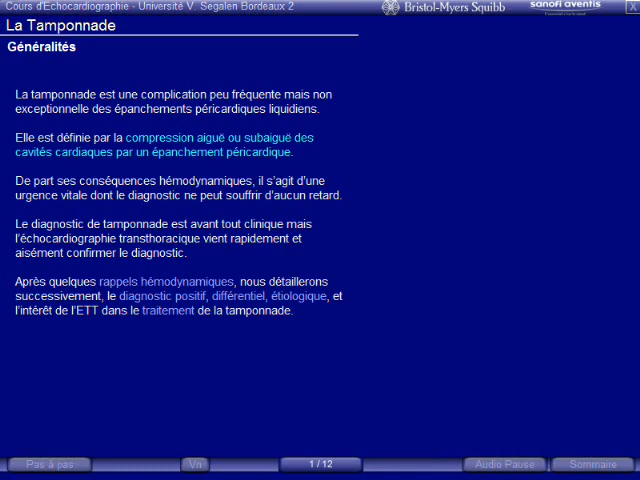 Cours d'Echocardiographie - Université V. Segalen Bordeaux 2
Bristol-Myers Squibb
sanofi aventis
X
La Tamponnade
Généralités
La tamponnade est une complication peu fréquente mais non
exceptionnelle des épanchements péricardiques liquidiens.
Elle est définie par la compression aiguë ou subaiguë des
cavités cardiaques par un épanchement péricardique.
De part ses conséquences hémodynamiques, il s'agit d'une
urgence vitale dont le diagnostic ne peut souffrir d'aucun retard.
Le diagnostic de tamponnade est avant tout clinique mais
l'échocardiographie transthoracique vient rapidement et
aisément confirmer le diagnostic.
Après quelques rappels hémodynamiques, nous détaillerons
successivement, le diagnostic positif, différentiel, étiologique, et
l'intérêt de l'ETT dans le traitement de la tamponnade.
Pas à pas
Vn
1 / 12
Audio Pause
Sommaire